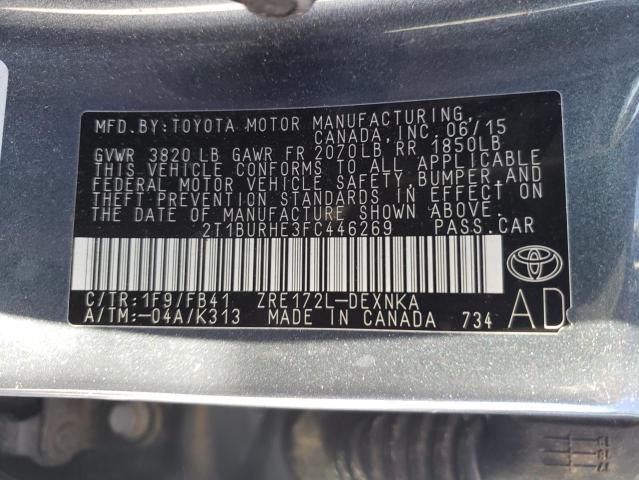 MFD.BY:TOYOTA MOTOR MANUFACTURING,
CANADA,INC.06/15
GVWR 3820 LB GAWR FR 2070LB RR 1850LB
THIS VEHICLE CONFORMS TO ALL APPLICABLE
FEDERAL MOTOR VEHICLE SAFETY, BUMPER, AND
THEFT PREVENTION STANDARDS IN EFFECT ON
THE DATE OF MANUFACTURE SHOWN ABOVE.
2T1BURHE3FC446269 PASS.CAR
C/TR:1F9/FB41 ZRE172L-DEXNKA
A/TM:-04A/K313 MADE IN CANADA 734 AD